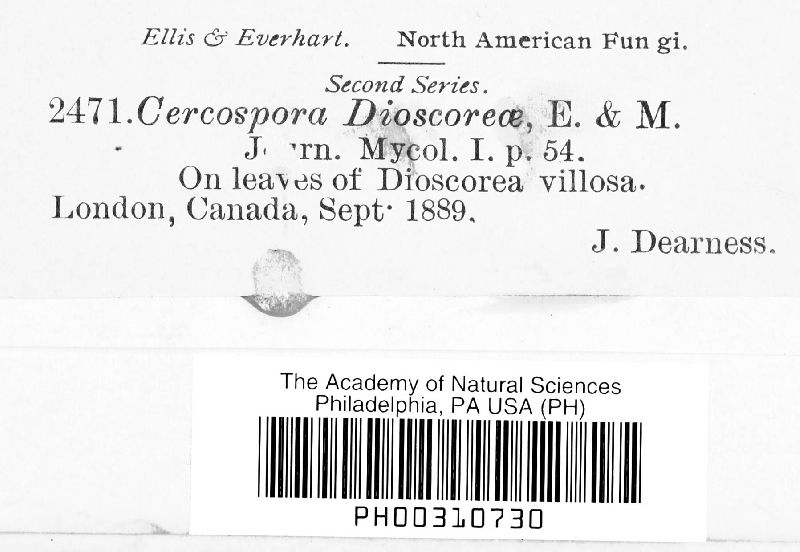 Ellis & Everhart. North American Fun gi.
Second Series.
2471. Cercospora Dioscoreæ, E. & M.
Mycol. I. p. 54.
On leaves of Dioscorea villosa.
London, Canada, Sept· 1889.
J. Dearness.
The Academy of Natural Sciences
Philadelphia, PA USA (PH)
PH00310730